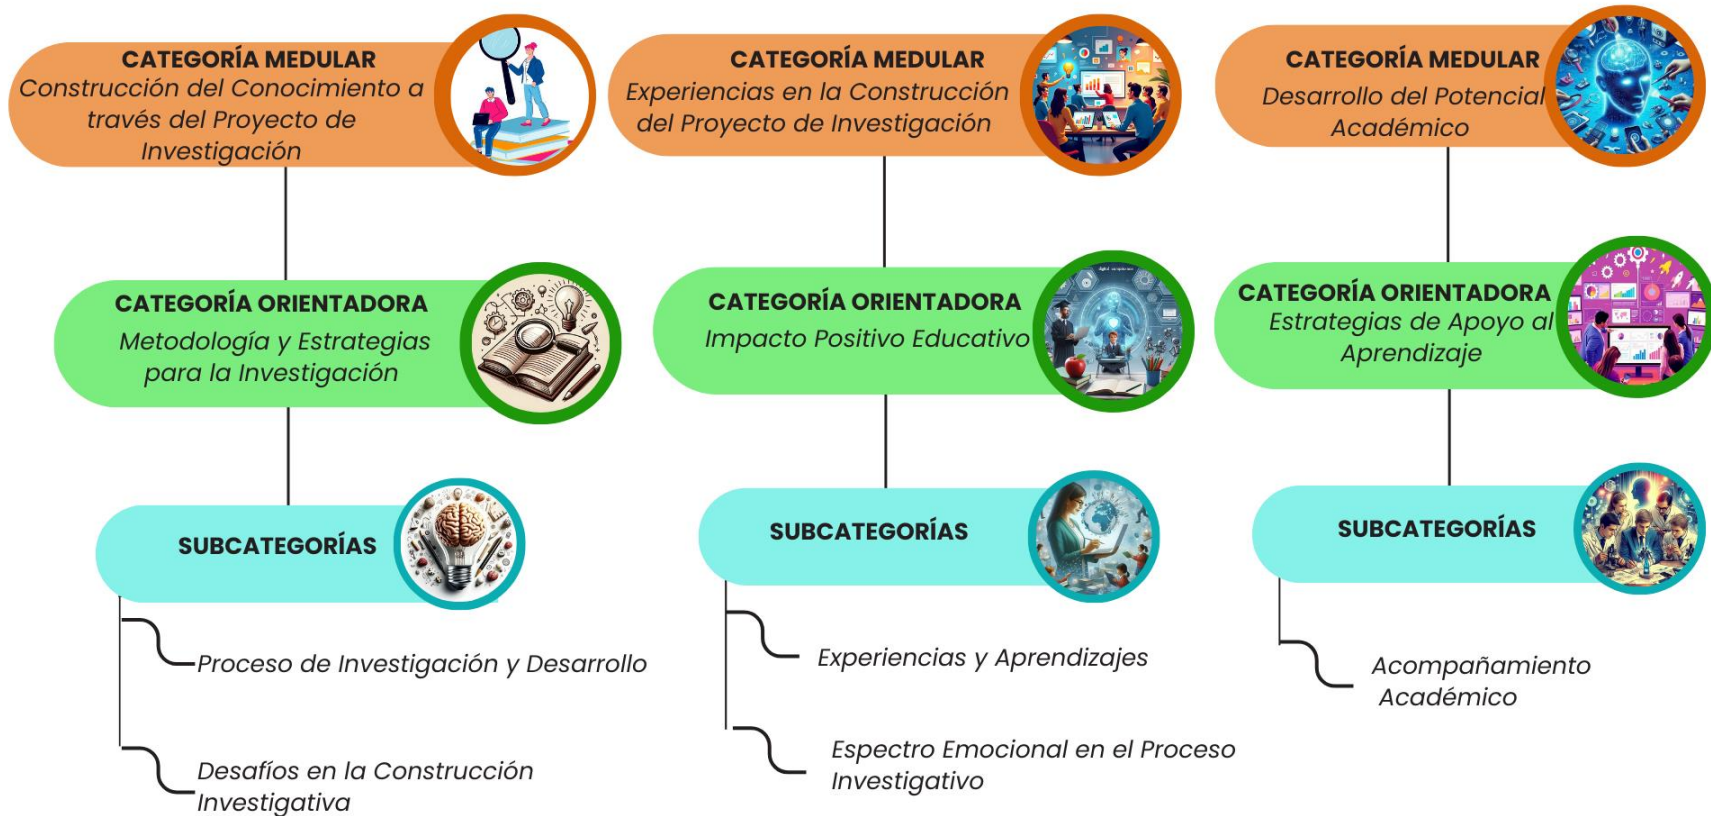 CATEGORÍA MEDULAR
Construcción del Conocimiento a
través del Proyecto de
Investigación
CATEGORÍA ORIENTADORA
Metodología y Estrategias
para la Investigación
SUBCATEGORÍAS
Proceso de Investigación y Desarrollo
Desafíos en la Construcción
Investigativa
CATEGORÍA MEDULAR
Experiencias en la Construcción
del Proyecto de Investigación
CATEGORÍA ORIENTADORA
Impacto Positivo Educativo
SUBCATEGORÍAS
Experiencias y Aprendizajes
Espectro Emocional en el Proceso
Investigativo
CATEGORÍA MEDULAR
Desarrollo del Potencial
Académico
CATEGORÍA ORIENTADORA
Estrategias de Apoyo al
Aprendizaje
SUBCATEGORÍAS
Acompañamiento
Académico